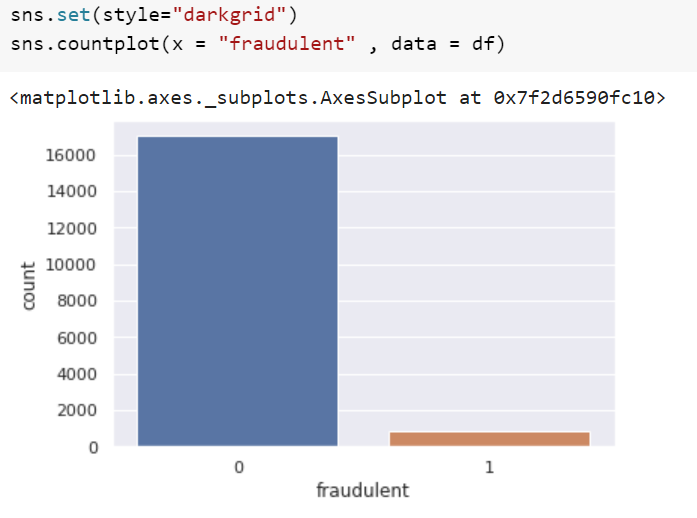 sns.set(style="darkgrid")
sns.countplot(x = "fraudulent" , data = df)
<matplotlib.axes._subplots.AxesSubplot at 0x7f2d6590fc10>
16000
14000
12000
10000
8000
6000
4000
2000
0
count
0 1
fraudulent